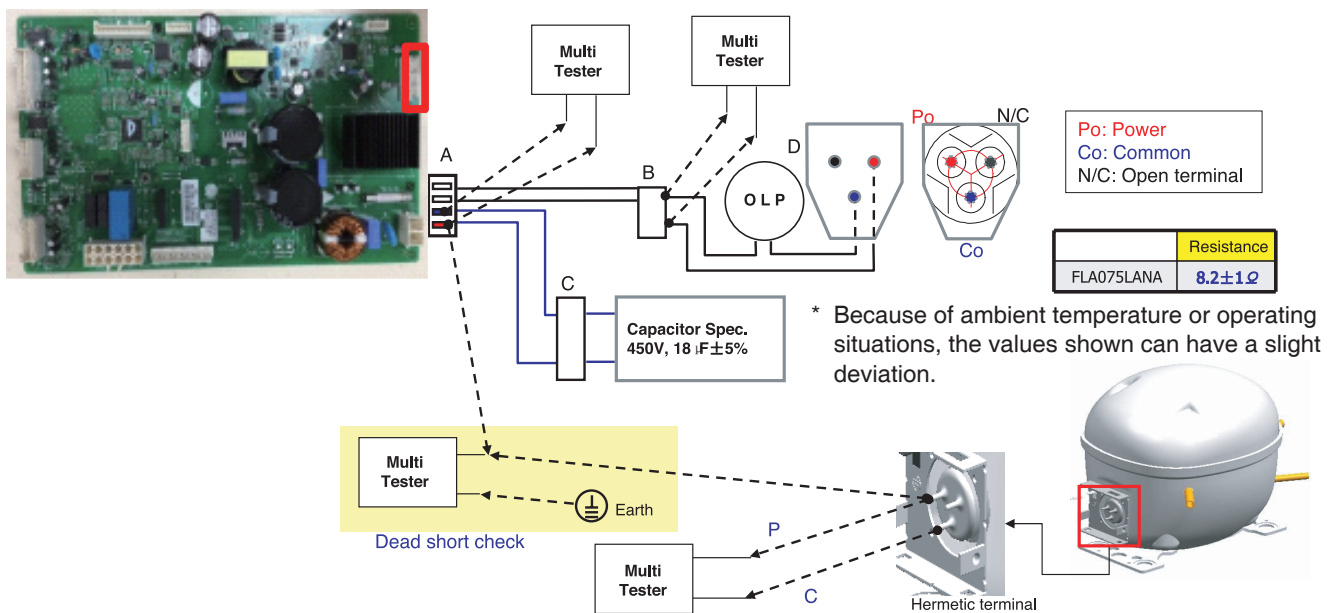 Multi
Tester
Multi
Tester
A
B
D
O L P
Po
N/C
Co
Po: Power
Co: Common
N/C: Open terminal
Resistance
FLA075LANA 8.2±1Ω
C
Capacitor Spec.
450V, 18 μF±5%
* Because of ambient temperature or operating
situations, the values shown can have a slight
deviation.
Multi
Tester
Earth
Dead short check
P
Multi
Tester
C
Hermetic terminal